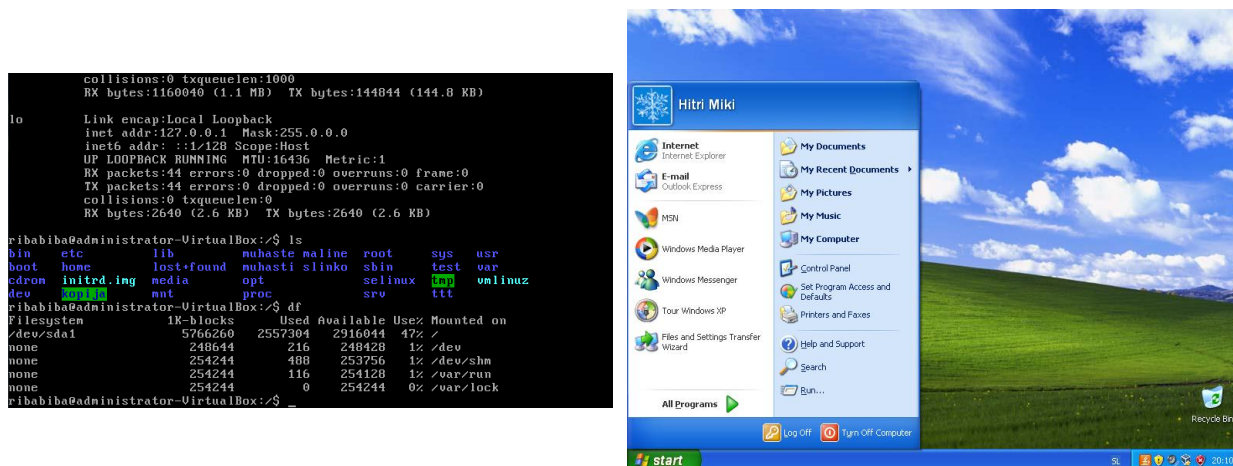 collisions:0 txqueuelen:1000
RX bytes:1160040 (1.1 MB)  TX bytes:144844 (144.8 KB)
lo        Link encap:Local Loopback
inet addr:127.0.0.1  Mask:255.0.0.0
inet6 addr: ::1/128 Scope:Host
UP LOOPBACK RUNNING  MTU:16436  Metric:1
RX packets:44 errors:0 dropped:0 overruns:0 frame:0
TX packets:44 errors:0 dropped:0 overruns:0 carrier:0
collisions:0 txqueuelen:0
RX bytes:2640 (2.6 KB)  TX bytes:2640 (2.6 KB)
ribabiba@administrator-VirtualBox:/$ ls
bin    etc         lib         muhaste maline  root     sys   usr
boot   home        lost+found  muhasti slinko  sbin     test  var
cdrom  initrd.img  media       opt             selinux  tmp   vmlinuz
dev    kopija      mnt         proc            srv      ttt
ribabiba@administrator-VirtualBox:/$ df
Filesystem           1K-blocks      Used Available Use% Mounted on
/dev/sda1              5766260   2557304   2916044  47% /
none                    248644       216    248428   1% /dev
none                    254244       488    253756   1% /dev/shm
none                    254244       116    254128   1% /var/run
none                    254244         0    254244   0% /var/lock
ribabiba@administrator-VirtualBox:/$ _
Hitri Miki
Internet
Internet Explorer
E-mail
Outlook Express
MSN
Windows Media Player
Windows Messenger
Tour Windows XP
Files and Settings Transfer
Wizard
All Programs
My Documents
My Recent Documents
My Pictures
My Music
My Computer
Control Panel
Set Program Access and
Defaults
Printers and Faxes
Help and Support
Search
Run...
Log Off
Turn Off Computer
Recycle Bin
start
SL
20:10